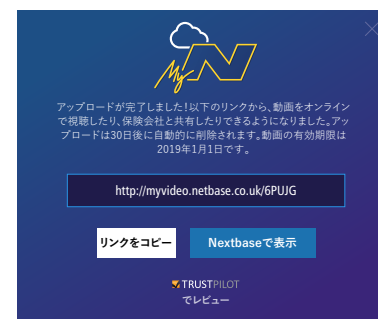 My N
アップロードが完了しました！以下のリンクから、動画をオンライン
で視聴したり、保険会社と共有したりできるようになりました。アッ
プロードは30日後に自動的に削除されます。動画の有効期限は
2019年1月1日です。
http://myvideo.netbase.co.uk/6PUJG
リンクをコピー
Nextbaseで表示
TRUSTPILOT
でレビュー